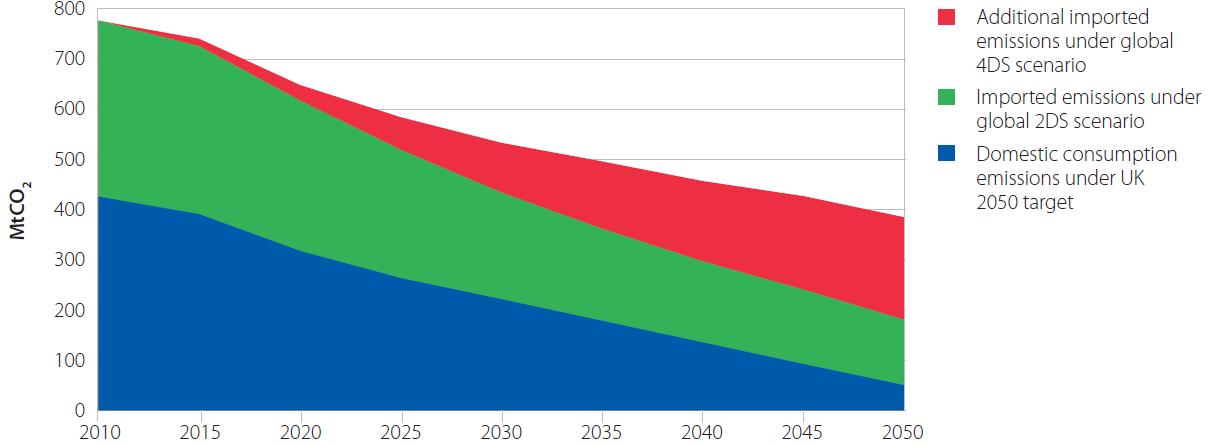 800
700
600
500
400
300
200
100
0
MtCO2
2010 2015 2020 2025 2030 2035 2040 2045 2050
Additional imported
emissions under global
4DS scenario
Imported emissions under
global 2DS scenario
Domestic consumption
emissions under UK
2050 target